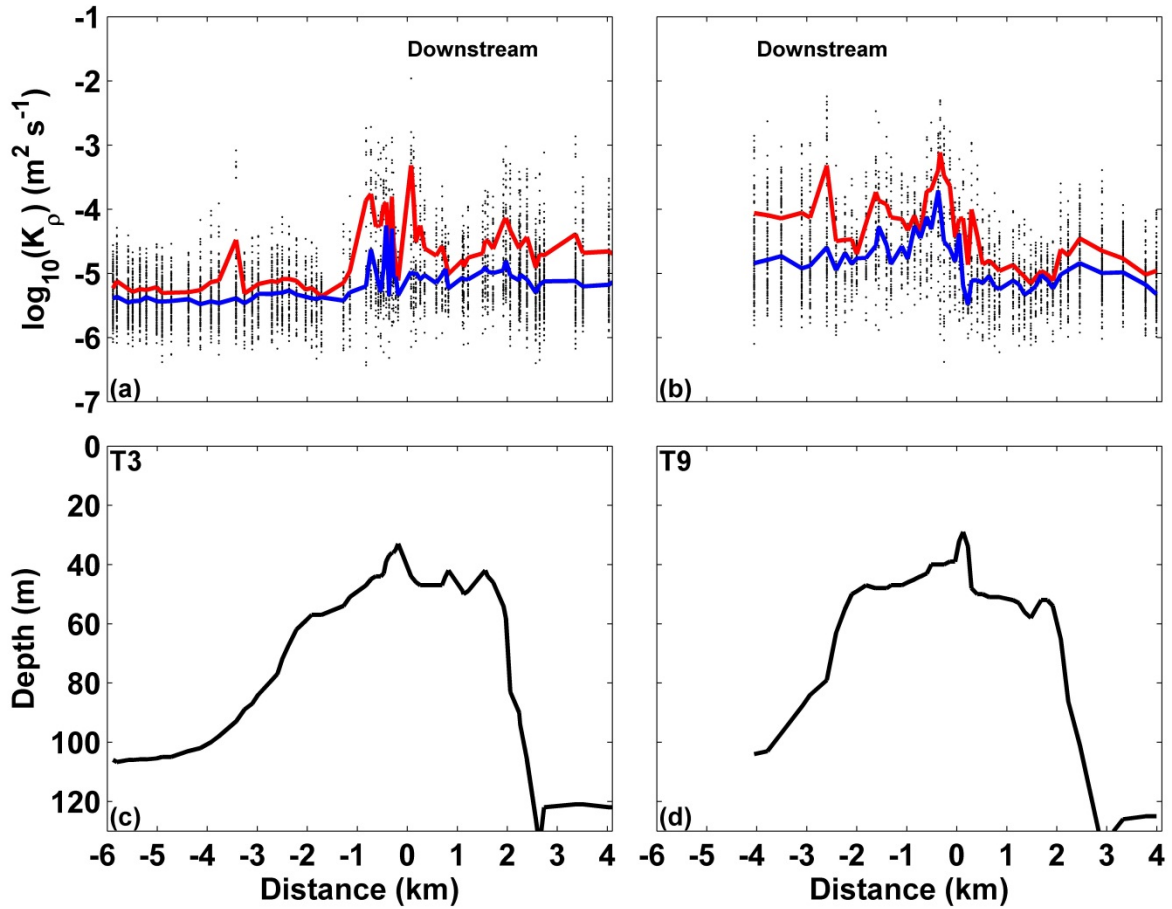 -1
-2
-3
-4
-5
-6
-7
log₁₀(Kρ) (m² s⁻¹)
Downstream
(a)
Downstream
(b)
0
20
40
60
80
100
120
Depth (m)
T3
(c)
T9
(d)
-6 -5 -4 -3 -2 -1 0 1 2 3 4
-6 -5 -4 -3 -2 -1 0 1 2 3 4
Distance (km)
Distance (km)